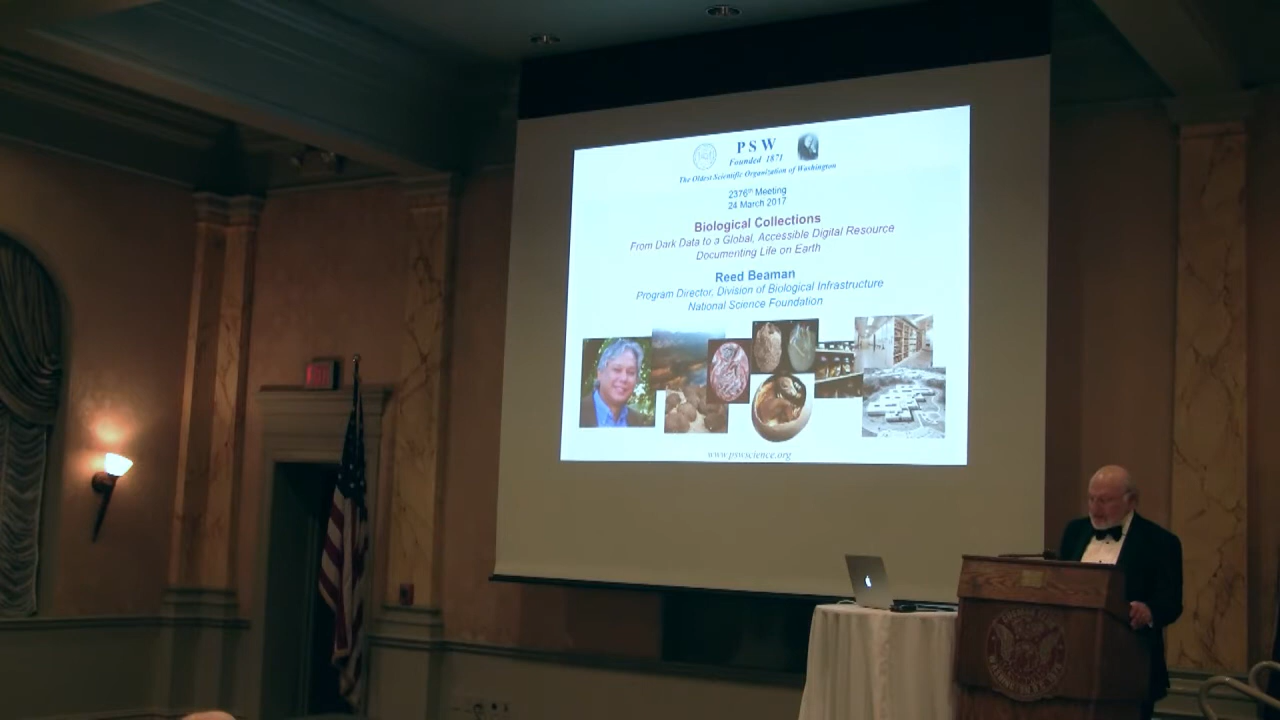 PSW
Founded 1871
The Oldest Scientific Organization of Washington
2376th Meeting
24 March 2017
Biological Collections
From Dark Data to a Global, Accessible Digital Resource
Documenting Life on Earth
Reed Beaman
Program Director, Division of Biological Infrastructure
National Science Foundation
www.pswscience.org